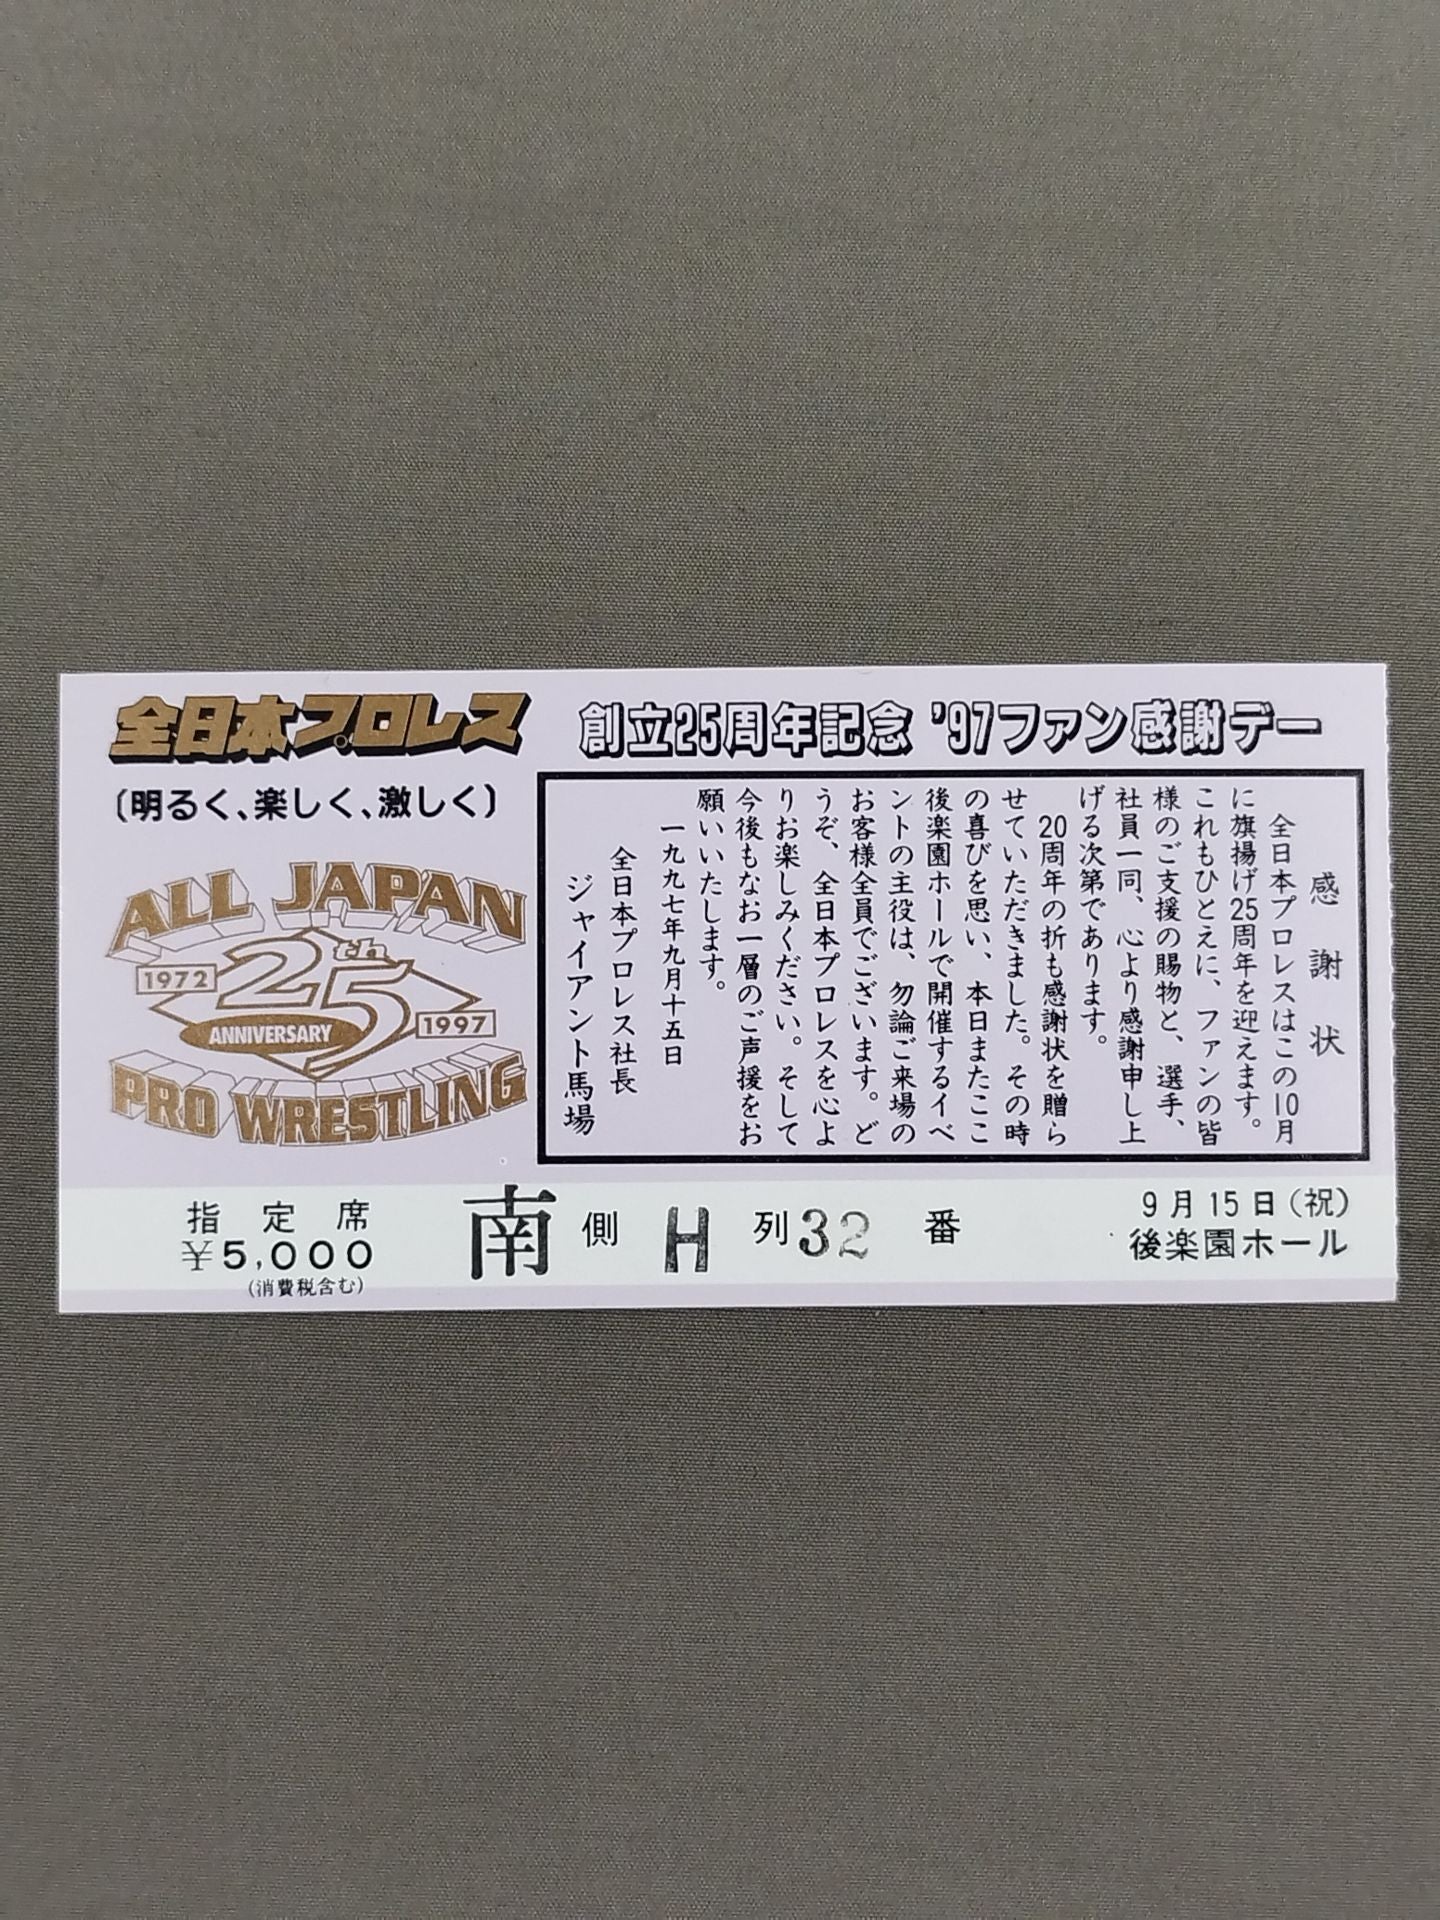 全日本プロレス
〔明るく、楽しく、激しく〕
ALL JAPAN
25th
1972
ANNIVERSARY
1997
PRO WRESTLING
創立25周年記念 '97ファン感謝デー
感謝状
全日本プロレスはこの10月
に旗揚げ25周年を迎えます。
これもひとえに、ファンの皆
様のご支援の賜物と、選手、
社員一同、心より感謝申し上
げる次第であります。
20周年の折も感謝状を贈ら
せていただきました。その時
の喜びを思い、本日またここ
後楽園ホールで開催するイベ
ントの主役は、勿論ご来場の
お客様全員でございます。ど
うぞ、全日本プロレスを心よ
りお楽しみください。そして
今後もなお一層のご声援をお
願いいたします。
一九九七年九月十五日
全日本プロレス社長
ジャイアント馬場
指定席
¥5,000
(消費税含む)
南側 H 列 32 番
9月15日(祝)
後楽園ホール